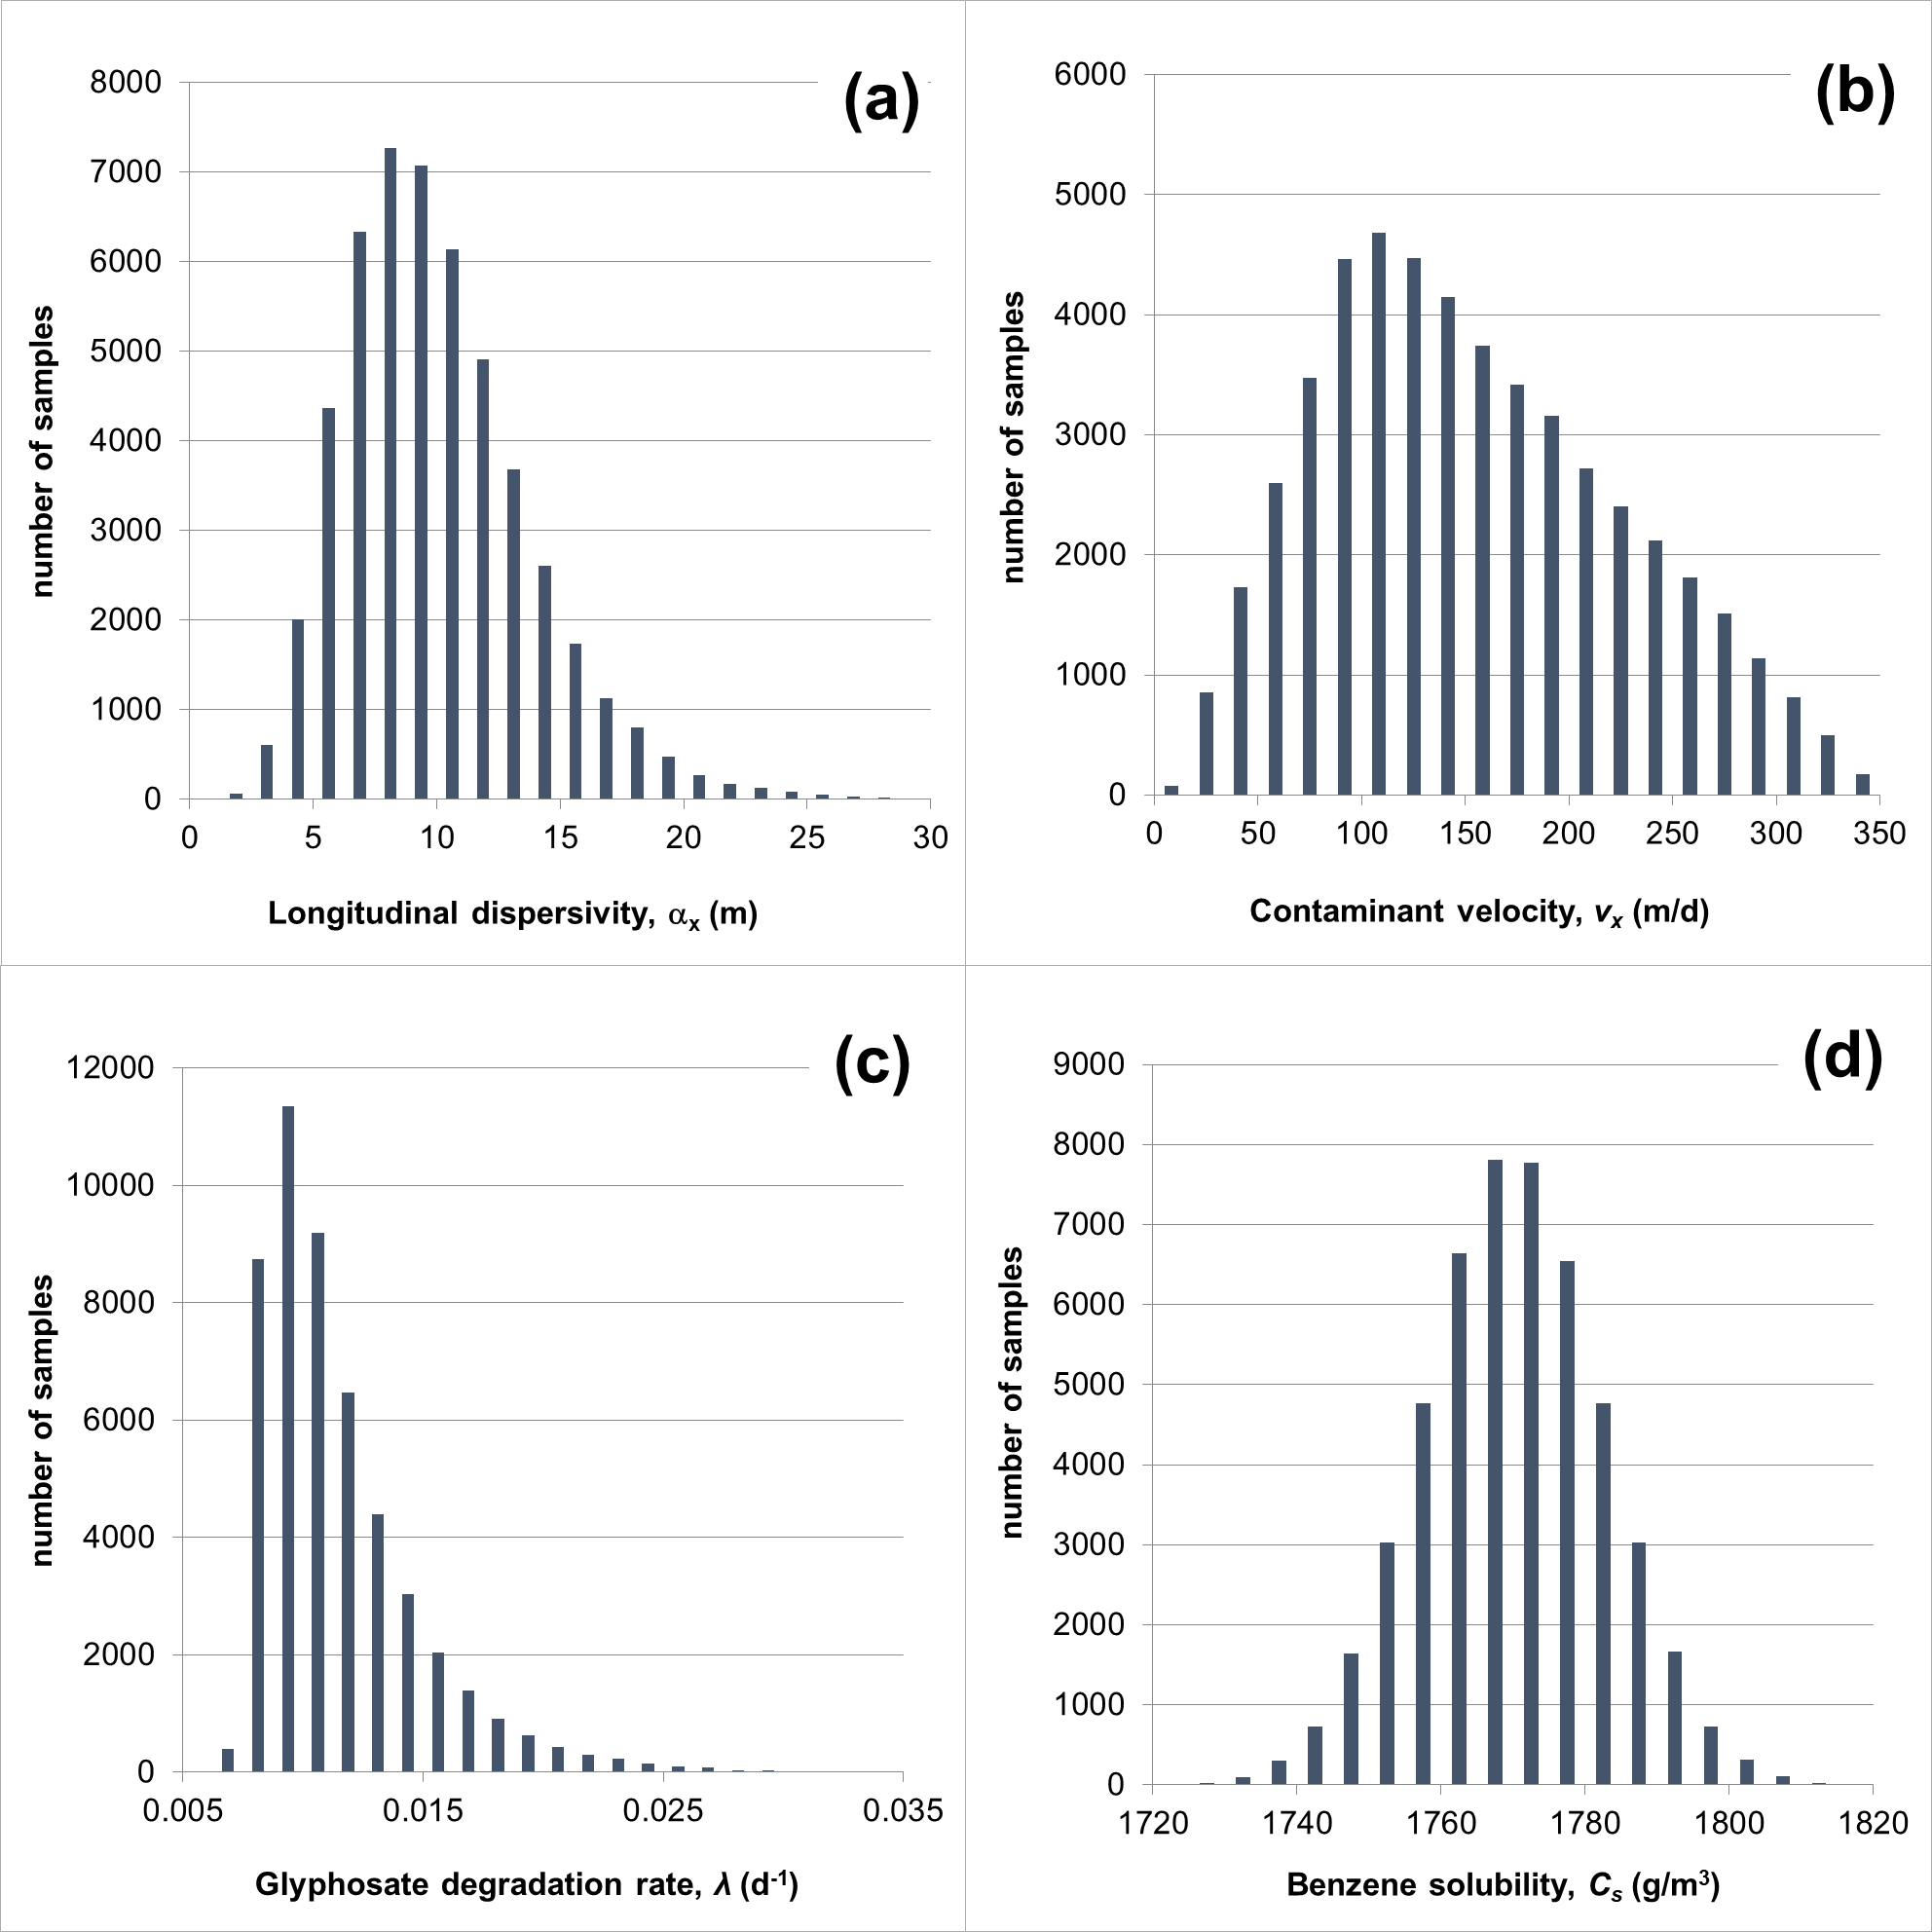 (a)
8000
7000
6000
5000
4000
3000
2000
1000
0
number of samples
0 5 10 15 20 25 30
Longitudinal dispersivity, αx (m)
(b)
6000
5000
4000
3000
2000
1000
0
number of samples
0 50 100 150 200 250 300 350
Contaminant velocity, vx (m/d)
(c)
12000
10000
8000
6000
4000
2000
0
number of samples
0.005 0.015 0.025 0.035
Glyphosate degradation rate, λ (d-1)
(d)
9000
8000
7000
6000
5000
4000
3000
2000
1000
0
number of samples
1720 1740 1760 1780 1800 1820
Benzene solubility, Cs (g/m3)